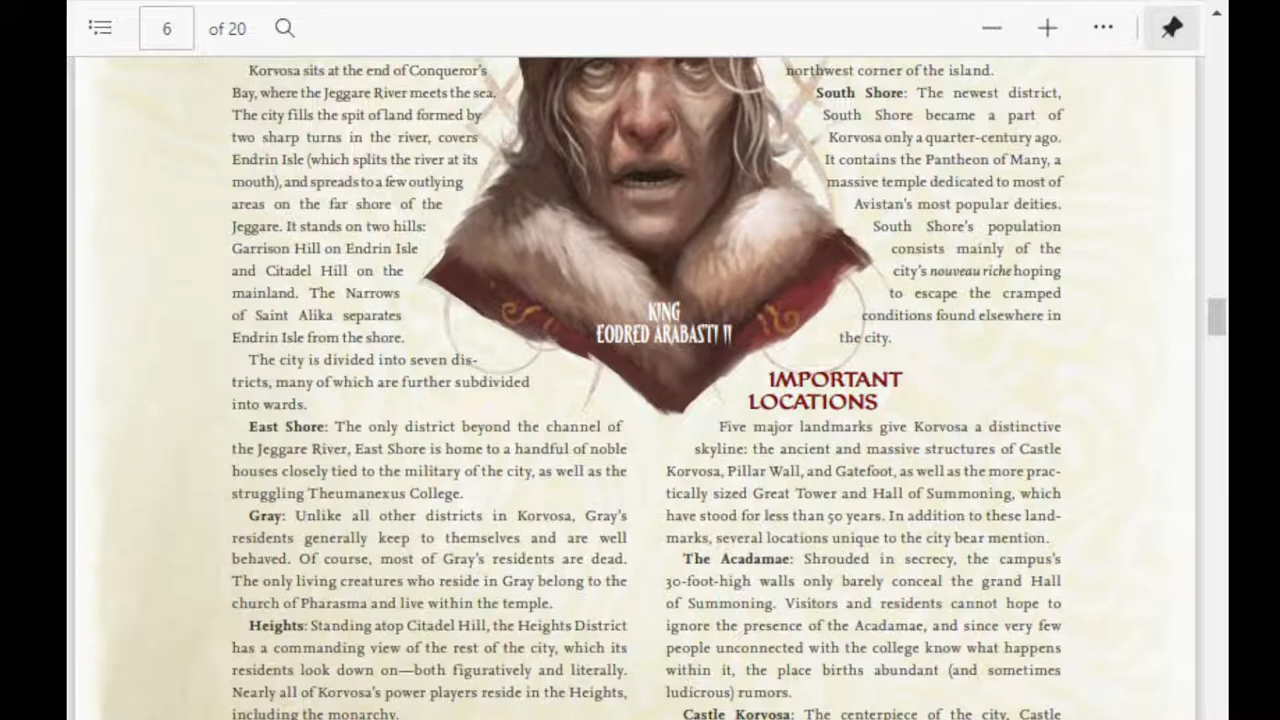 6
of 20
Korvosa sits at the end of Conqueror's
Bay, where the Jeggare River meets the sea.
The city fills the spit of land formed by
two sharp turns in the river, covers
Endrin Isle (which splits the river at its
mouth), and spreads to a few outlying
areas on the far shore of the
Jeggare. It stands on two hills:
Garrison Hill on Endrin Isle
and Citadel Hill on the
mainland. The Narrows
of Saint Alika separates
Endrin Isle from the shore.
The city is divided into seven dis-
tricts, many of which are further subdivided
into wards.
East Shore: The only district beyond the channel of
the Jeggare River, East Shore is home to a handful of noble
houses closely tied to the military of the city, as well as the
struggling Theumanexus College.
Gray: Unlike all other districts in Korvosa, Gray's
residents generally keep to themselves and are well
behaved. Of course, most of Gray's residents are dead.
The only living creatures who reside in Gray belong to the
church of Pharasma and live within the temple.
Heights: Standing atop Citadel Hill, the Heights District
has a commanding view of the rest of the city, which its
residents look down on—both figuratively and literally.
Nearly all of Korvosa's power players reside in the Heights,
including the monarchy.
KING
EODRED ARABASTI II
northwest corner of the island.
South Shore: The newest district,
South Shore became a part of
Korvosa only a quarter-century ago.
It contains the Pantheon of Many, a
massive temple dedicated to most of
Avistan's most popular deities.
South Shore's population
consists mainly of the
city's nouveau riche hoping
to escape the cramped
conditions found elsewhere in
the city.
IMPORTANT
LOCATIONS
Five major landmarks give Korvosa a distinctive
skyline: the ancient and massive structures of Castle
Korvosa, Pillar Wall, and Gatefoot, as well as the more prac-
tically sized Great Tower and Hall of Summoning, which
have stood for less than 50 years. In addition to these land-
marks, several locations unique to the city bear mention.
The Acadamae: Shrouded in secrecy, the campus's
30-foot-high walls only barely conceal the grand Hall
of Summoning. Visitors and residents cannot hope to
ignore the presence of the Acadamae, and since very few
people unconnected with the college know what happens
within it, the place births abundant (and sometimes
ludicrous) rumors.
Castle Korvosa: The centerpiece of the city, Castle